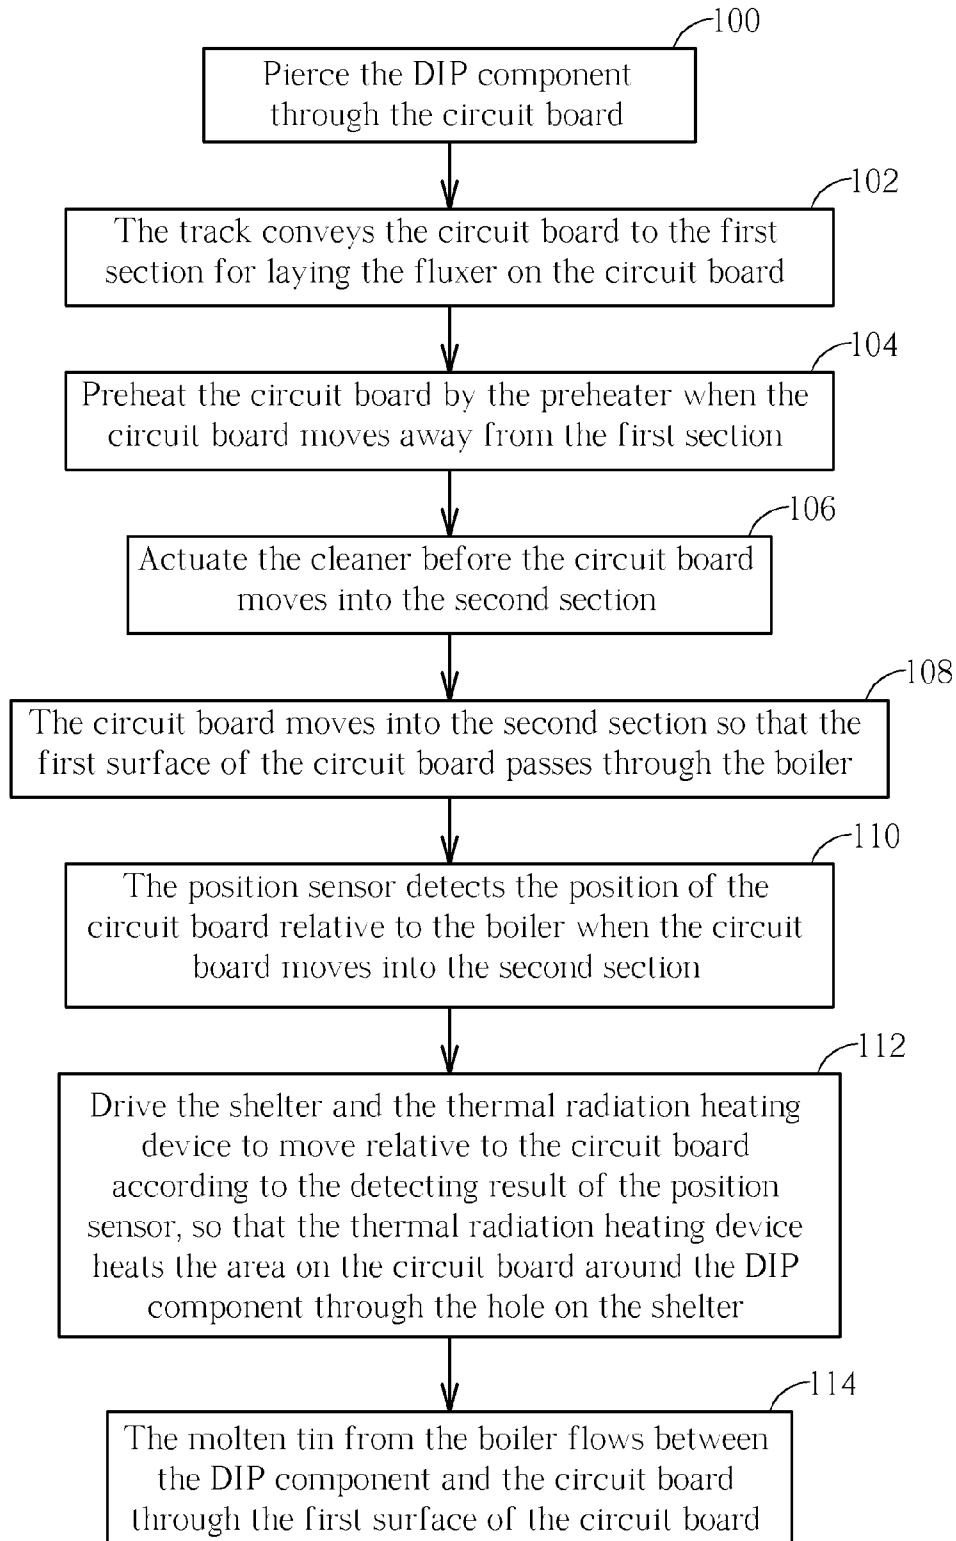 100
Pierce the DIP component
through the circuit board
102
The track conveys the circuit board to the first
section for laying the fluxer on the circuit board
104
Preheat the circuit board by the preheater when the
circuit board moves away from the first section
106
Actuate the cleaner before the circuit board
moves into the second section
108
The circuit board moves into the second section so that the
first surface of the circuit board passes through the boiler
110
The position sensor detects the position of the
circuit board relative to the boiler when the circuit
board moves into the second section
112
Drive the shelter and the thermal radiation heating
device to move relative to the circuit board
according to the detecting result of the position
sensor, so that the thermal radiation heating device
heats the area on the circuit board around the DIP
component through the hole on the shelter
114
The molten tin from the boiler flows between
the DIP component and the circuit board
through the first surface of the circuit board